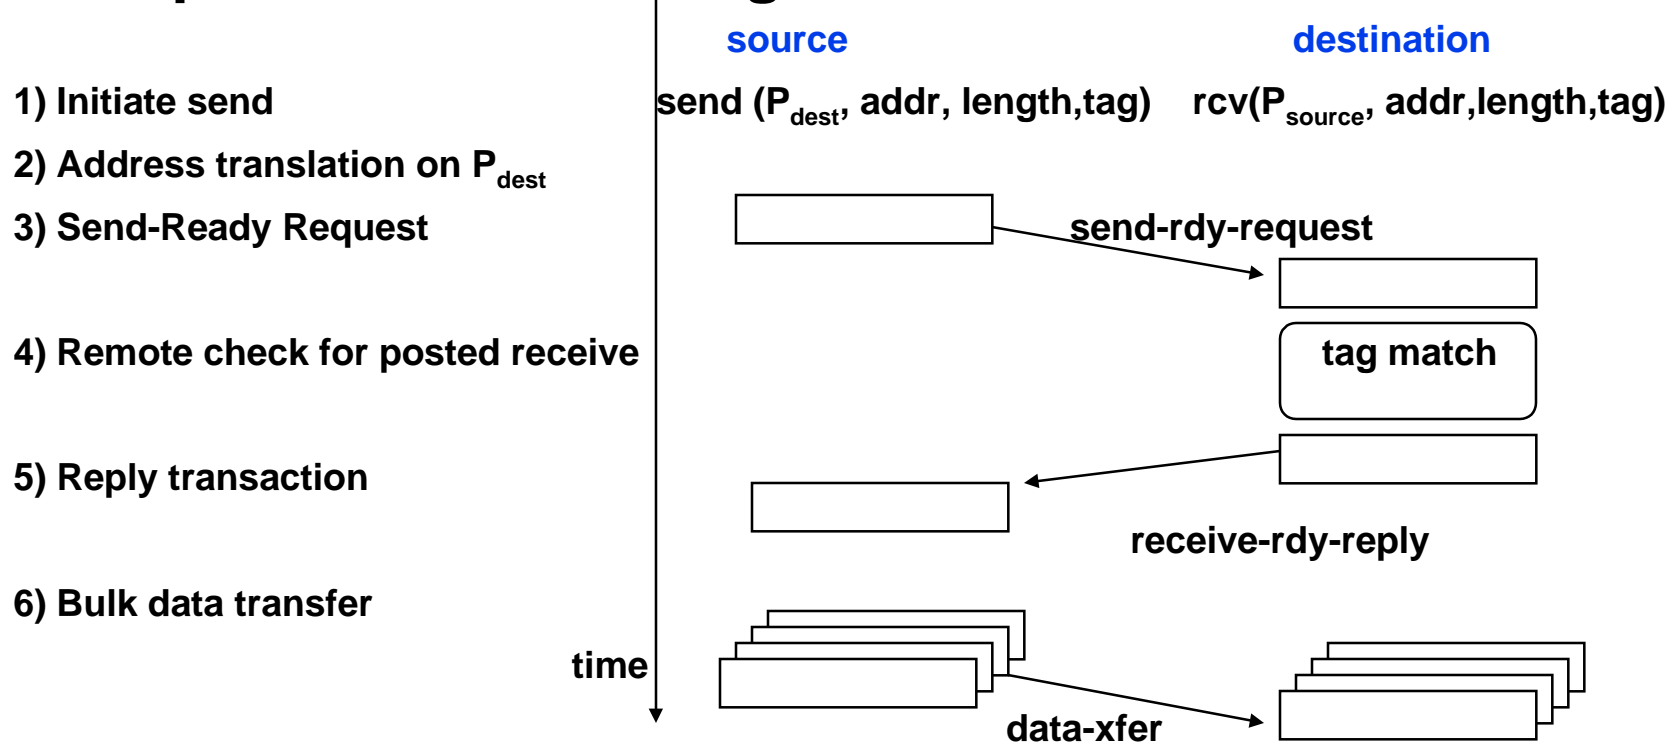 source destination
1) Initiate send send (Pdest, addr, length,tag) rcv(Psource, addr,length,tag)
2) Address translation on Pdest
3) Send-Ready Request send-rdy-request
4) Remote check for posted receive tag match
5) Reply transaction
receive-rdy-reply
6) Bulk data transfer
time
data-xfer